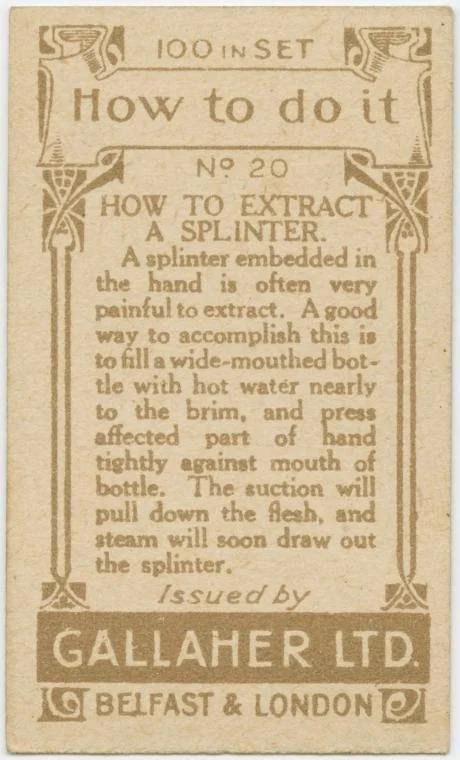 100 IN SET
How to do it
Nº 20
HOW TO EXTRACT
A SPLINTER.
A splinter embedded in
the hand is often very
painful to extract. A good
way to accomplish this is
to fill a wide-mouthed bot-
tle with hot water nearly
to the brim, and press
affected part of hand
tightly against mouth of
bottle. The suction will
pull down the flesh, and
steam will soon draw out
the splinter.
Issued by
GALLAHER LTD.
BELFAST & LONDON